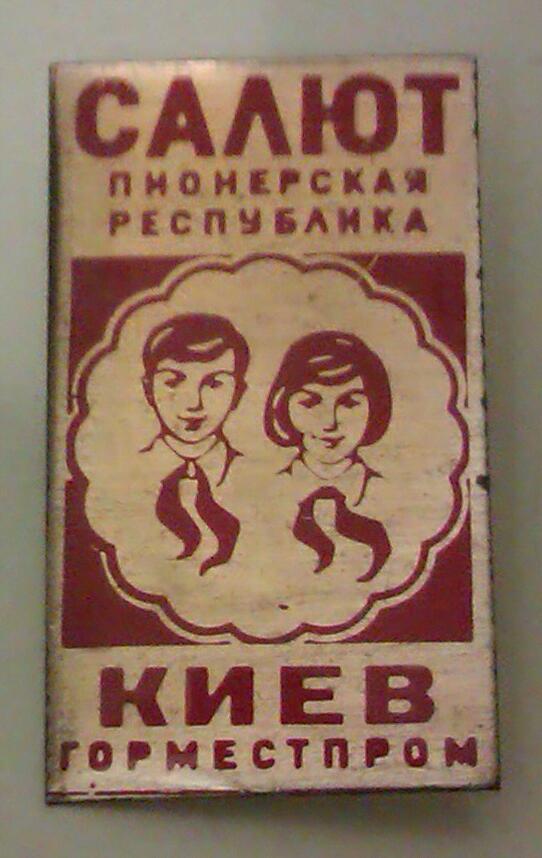 САЛЮТ
ПИОНЕРСКАЯ
РЕСПУБЛИКА
КИЕВ
ГОРМЕСТПРОМ